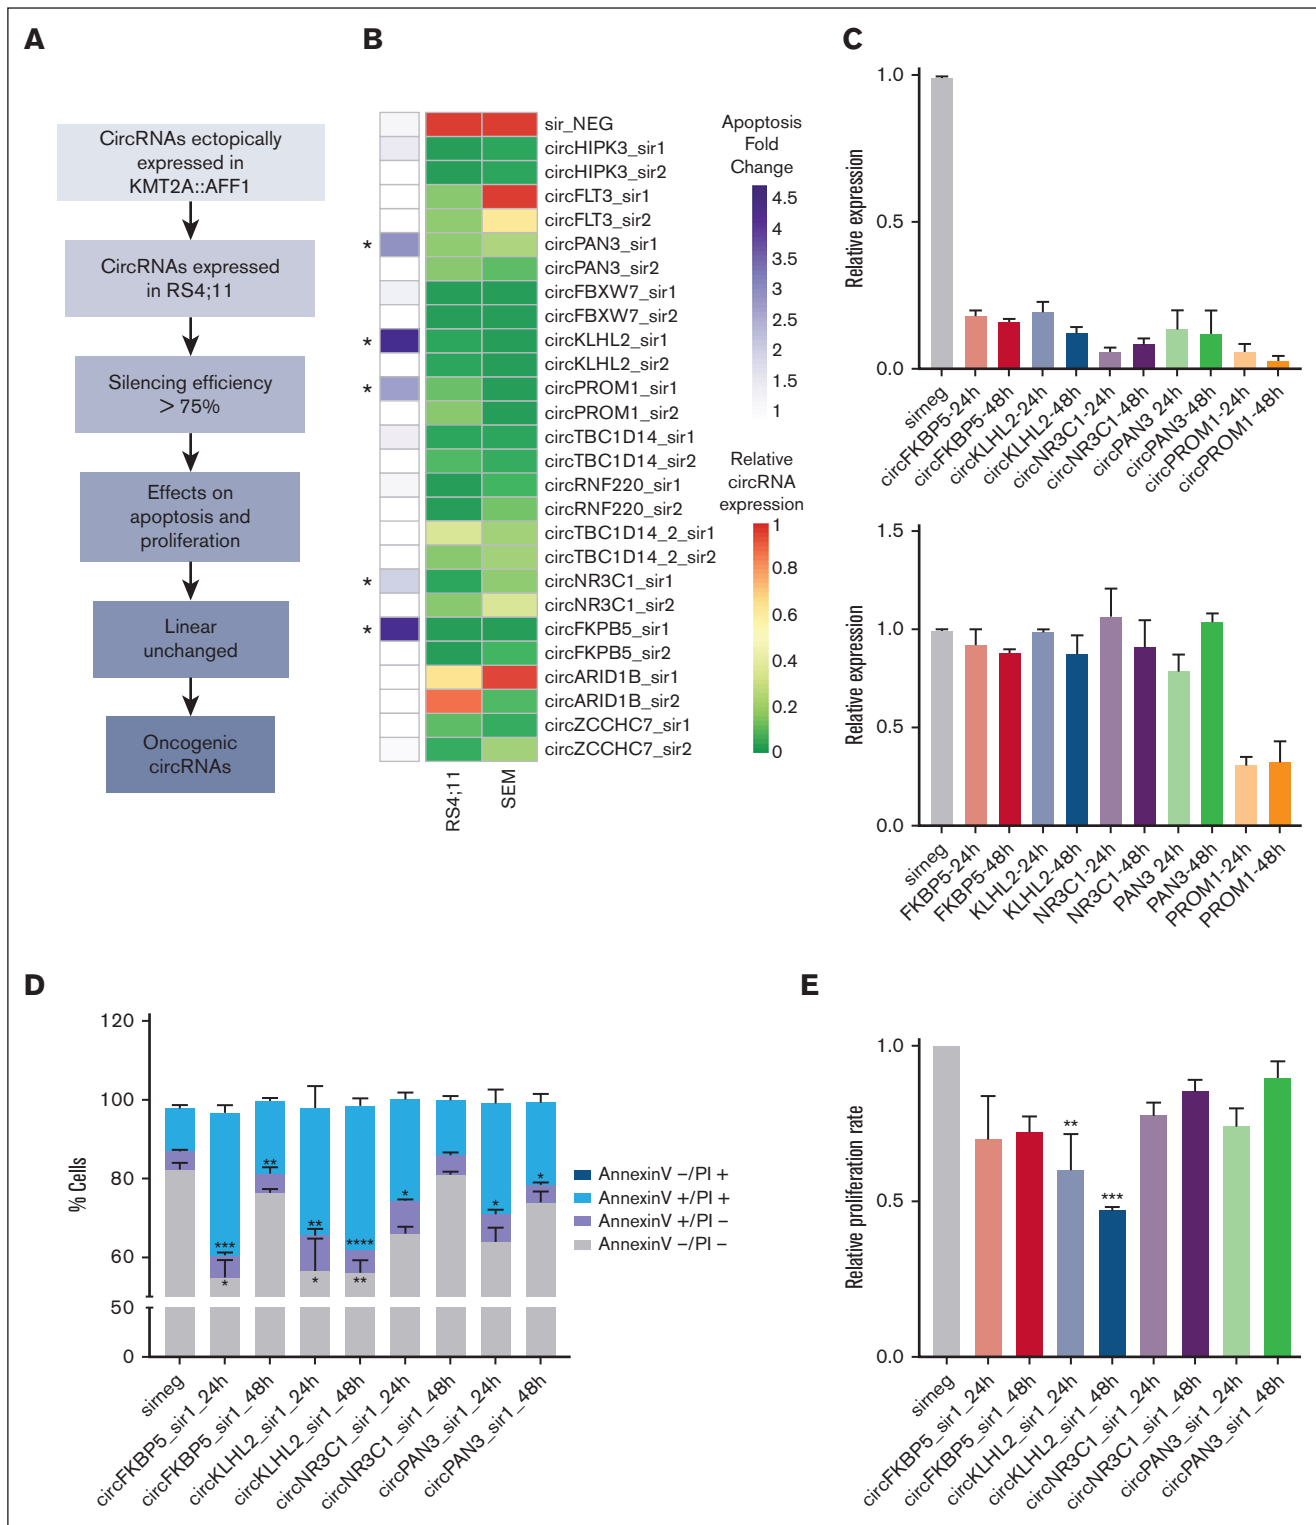 A
CircRNAs ectopically
expressed in
KMT2A::AFF1
CircRNAs expressed
in RS4;11
Silencing efficiency
> 75%
Effects on
apoptosis and
proliferation
Linear
unchanged
Oncogenic
circRNAs
B
sir_NEG
circHIPK3_sir1
circHIPK3_sir2
circFLT3_sir1
circFLT3_sir2
* circPAN3_sir1
circPAN3_sir2
circFBXW7_sir1
circFBXW7_sir2
* circKLHL2_sir1
circKLHL2_sir2
* circPROM1_sir1
circPROM1_sir2
circTBC1D14_sir1
circTBC1D14_sir2
circRNF220_sir1
circRNF220_sir2
circTBC1D14_2_sir1
circTBC1D14_2_sir2
* circNR3C1_sir1
circNR3C1_sir2
* circFKPB5_sir1
circFKPB5_sir2
circARID1B_sir1
circARID1B_sir2
circZCCHC7_sir1
circZCCHC7_sir2
RS4;11
SEM
Apoptosis
Fold
Change
4.5
4
3.5
3
2.5
2
1.5
1
Relative
circRNA
expression
1
0.8
0.6
0.4
0.2
0
C
Relative expression
1.0
0.5
0.0
sirneg
circFKBP5-24h
circFKBP5-48h
circKLHL2-24h
circKLHL2-48h
circNR3C1-24h
circNR3C1-48h
circPAN3 24h
circPAN3-48h
circPROM1-24h
circPROM1-48h
Relative expression
1.5
1.0
0.5
0.0
sirneg
FKBP5-24h
FKBP5-48h
KLHL2-24h
KLHL2-48h
NR3C1-24h
NR3C1-48h
PAN3 24h
PAN3-48h
PROM1-24h
PROM1-48h
D
% Cells
120
100
80
60
50
0
***
*
**
**
*
****
**
*
*
*
sirneg
circFKBP5_sir1_24h
circFKBP5_sir1_48h
circKLHL2_sir1_24h
circKLHL2_sir1_48h
circNR3C1_sir1_24h
circNR3C1_sir1_48h
circPAN3_sir1_24h
circPAN3_sir1_48h
AnnexinV –/PI +
AnnexinV +/PI +
AnnexinV +/PI –
AnnexinV –/PI –
E
Relative proliferation rate
1.0
0.5
0.0
**
***
sirneg
circFKBP5_sir1_24h
circFKBP5_sir1_48h
circKLHL2_sir1_24h
circKLHL2_sir1_48h
circNR3C1_sir1_24h
circNR3C1_sir1_48h
circPAN3_sir1_24h
circPAN3_sir1_48h